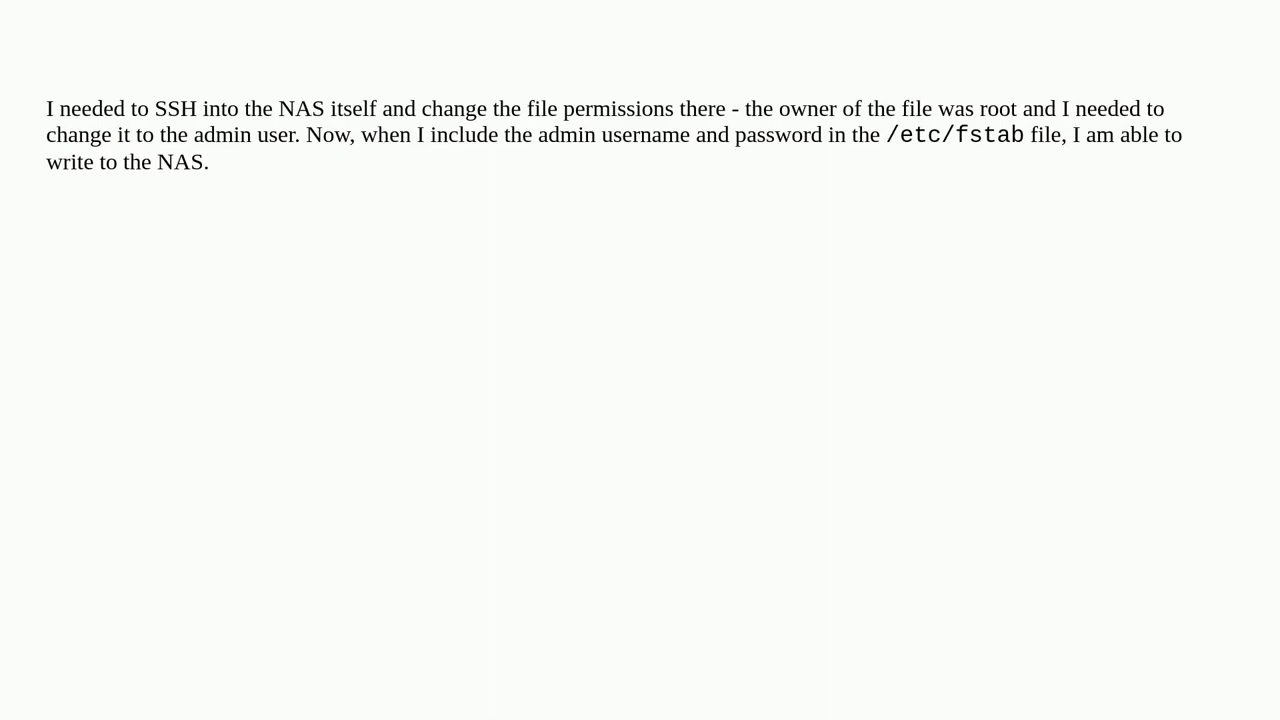 I needed to SSH into the NAS itself and change the file permissions there - the owner of the file was root and I needed to
change it to the admin user. Now, when I include the admin username and password in the /etc/fstab file, I am able to
write to the NAS.